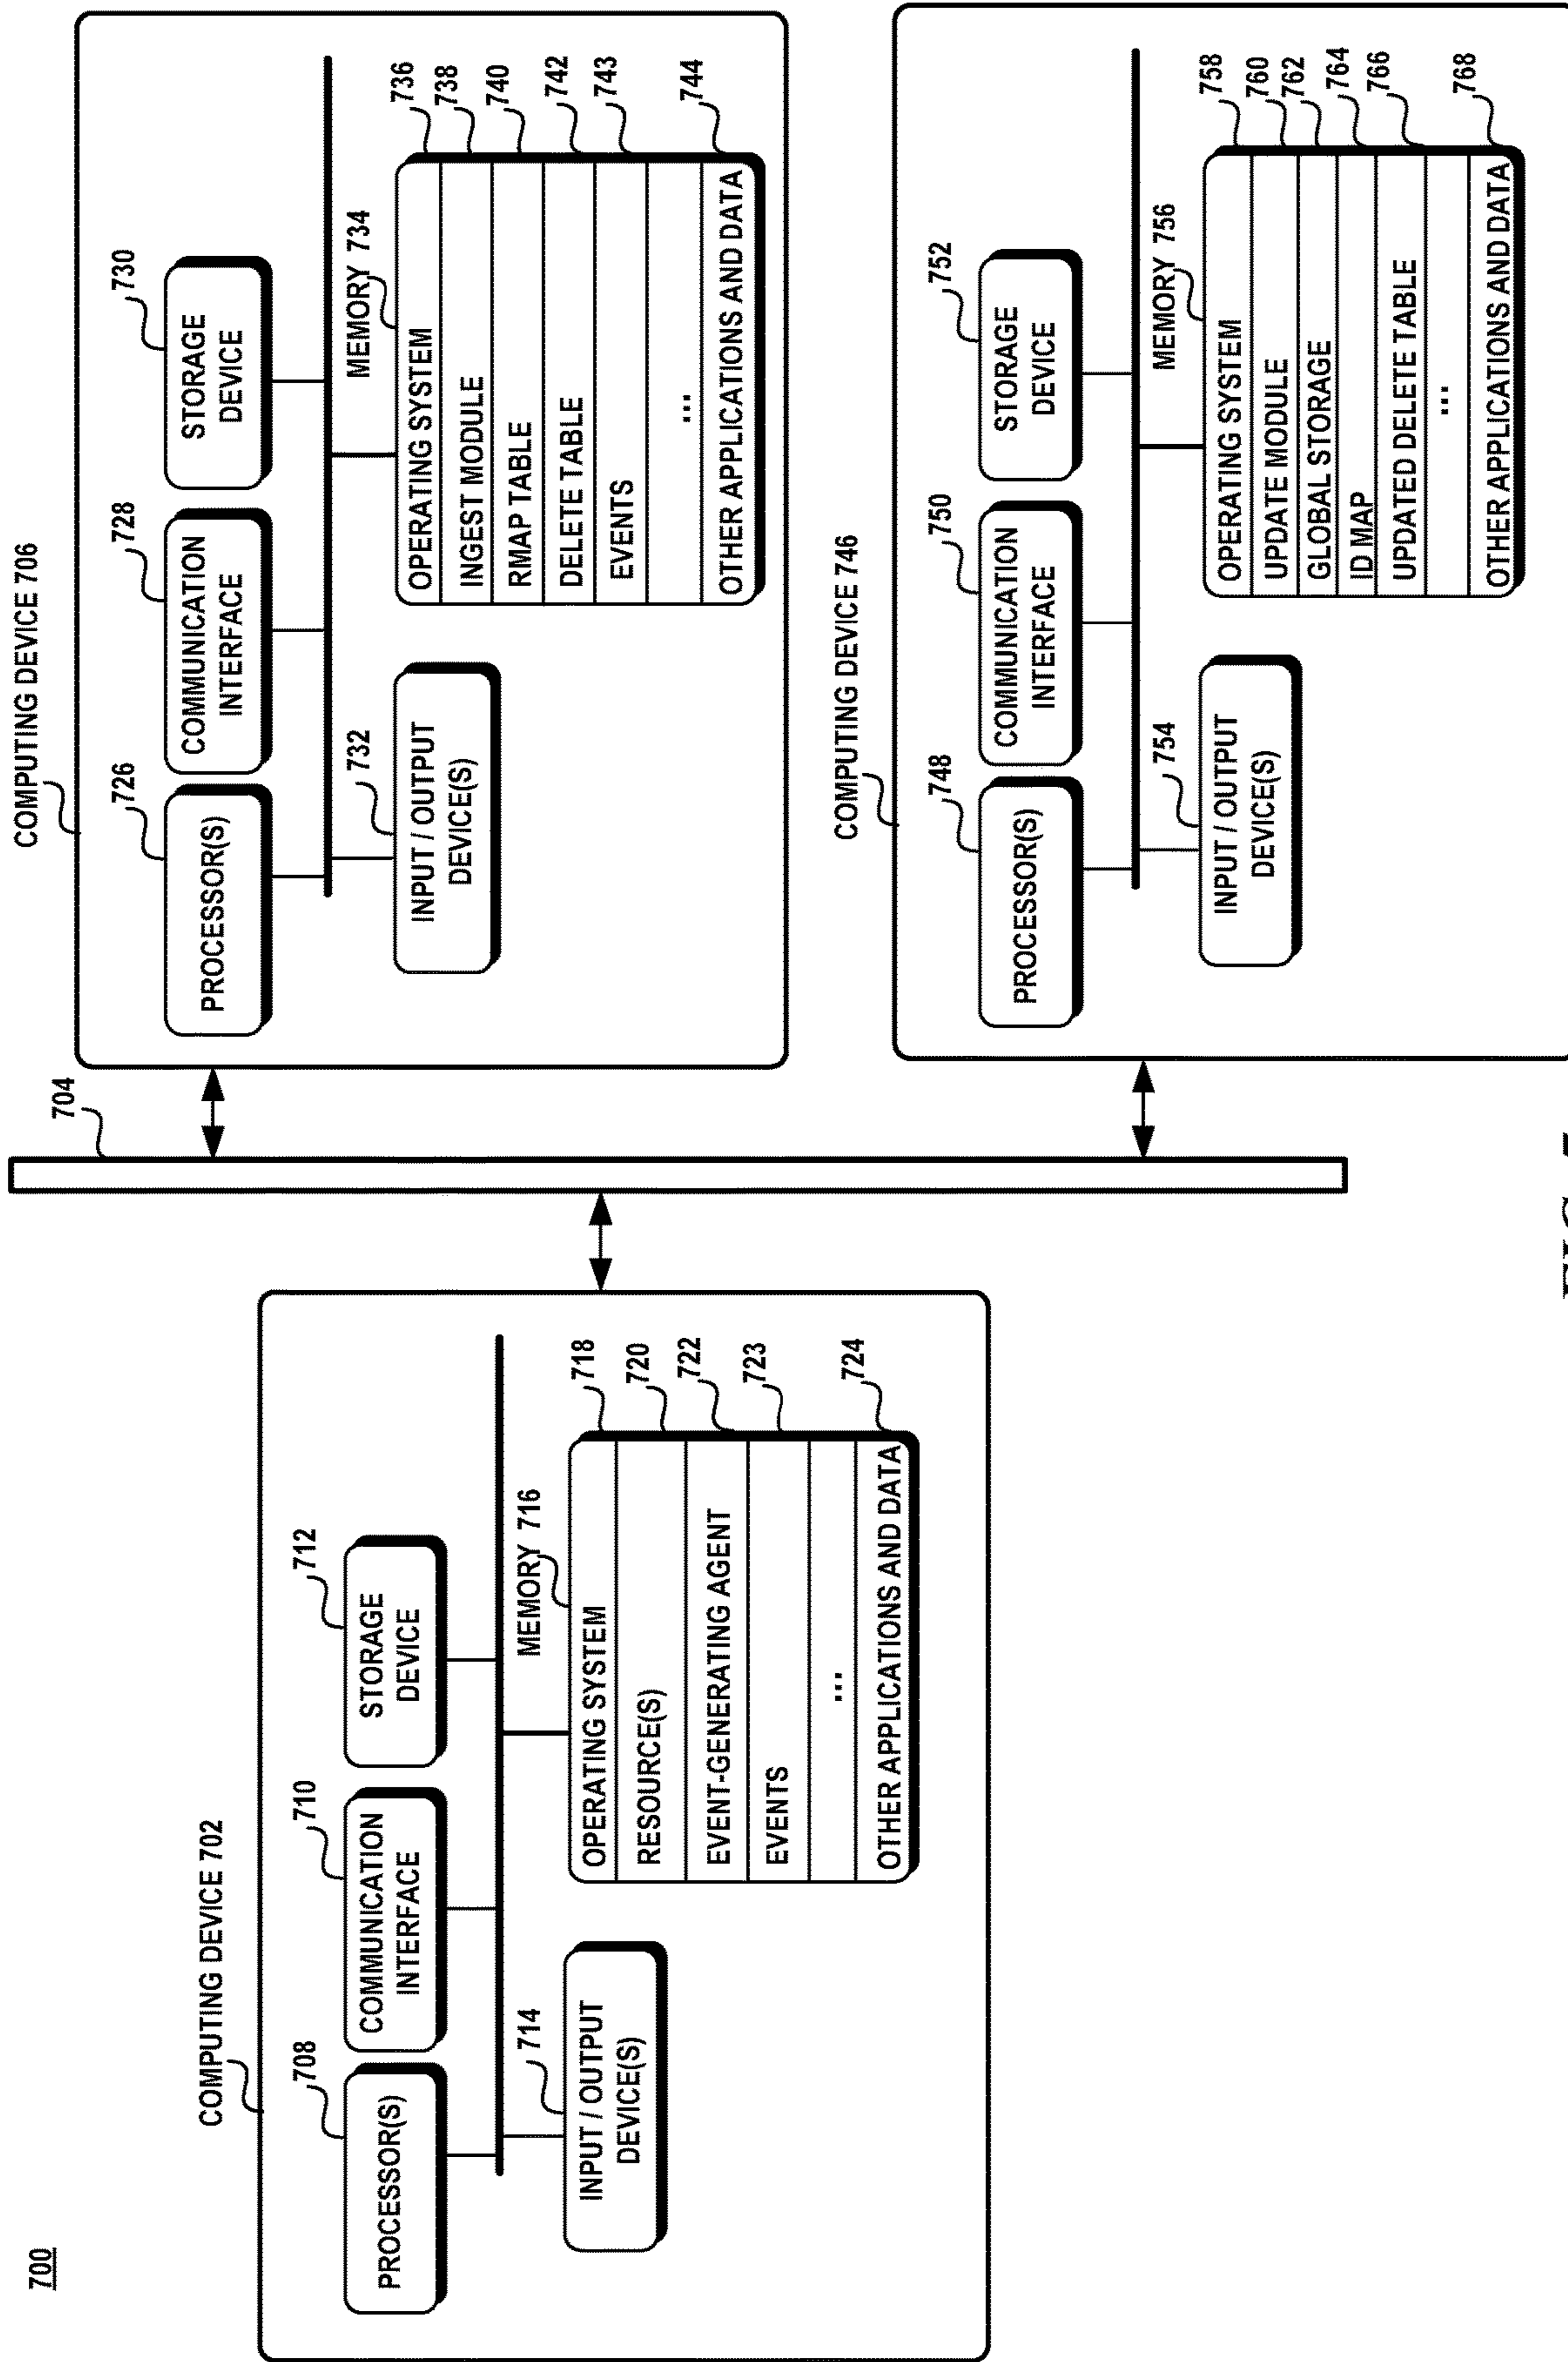 700
COMPUTING DEVICE 702
708
PROCESSOR(S)
710
COMMUNICATION
INTERFACE
712
STORAGE
DEVICE
714
INPUT / OUTPUT
DEVICE(S)
MEMORY 716
OPERATING SYSTEM
718
RESOURCE(S)
720
EVENT-GENERATING AGENT
722
EVENTS
723
...
OTHER APPLICATIONS AND DATA
724
704
COMPUTING DEVICE 706
726
PROCESSOR(S)
728
COMMUNICATION
INTERFACE
730
STORAGE
DEVICE
732
INPUT / OUTPUT
DEVICE(S)
MEMORY 734
OPERATING SYSTEM
736
INGEST MODULE
738
RMAP TABLE
740
DELETE TABLE
742
EVENTS
743
...
OTHER APPLICATIONS AND DATA
744
COMPUTING DEVICE 746
748
PROCESSOR(S)
750
COMMUNICATION
INTERFACE
752
STORAGE
DEVICE
754
INPUT / OUTPUT
DEVICE(S)
MEMORY 756
OPERATING SYSTEM
758
UPDATE MODULE
760
GLOBAL STORAGE
762
ID MAP
764
UPDATED DELETE TABLE
766
...
OTHER APPLICATIONS AND DATA
768